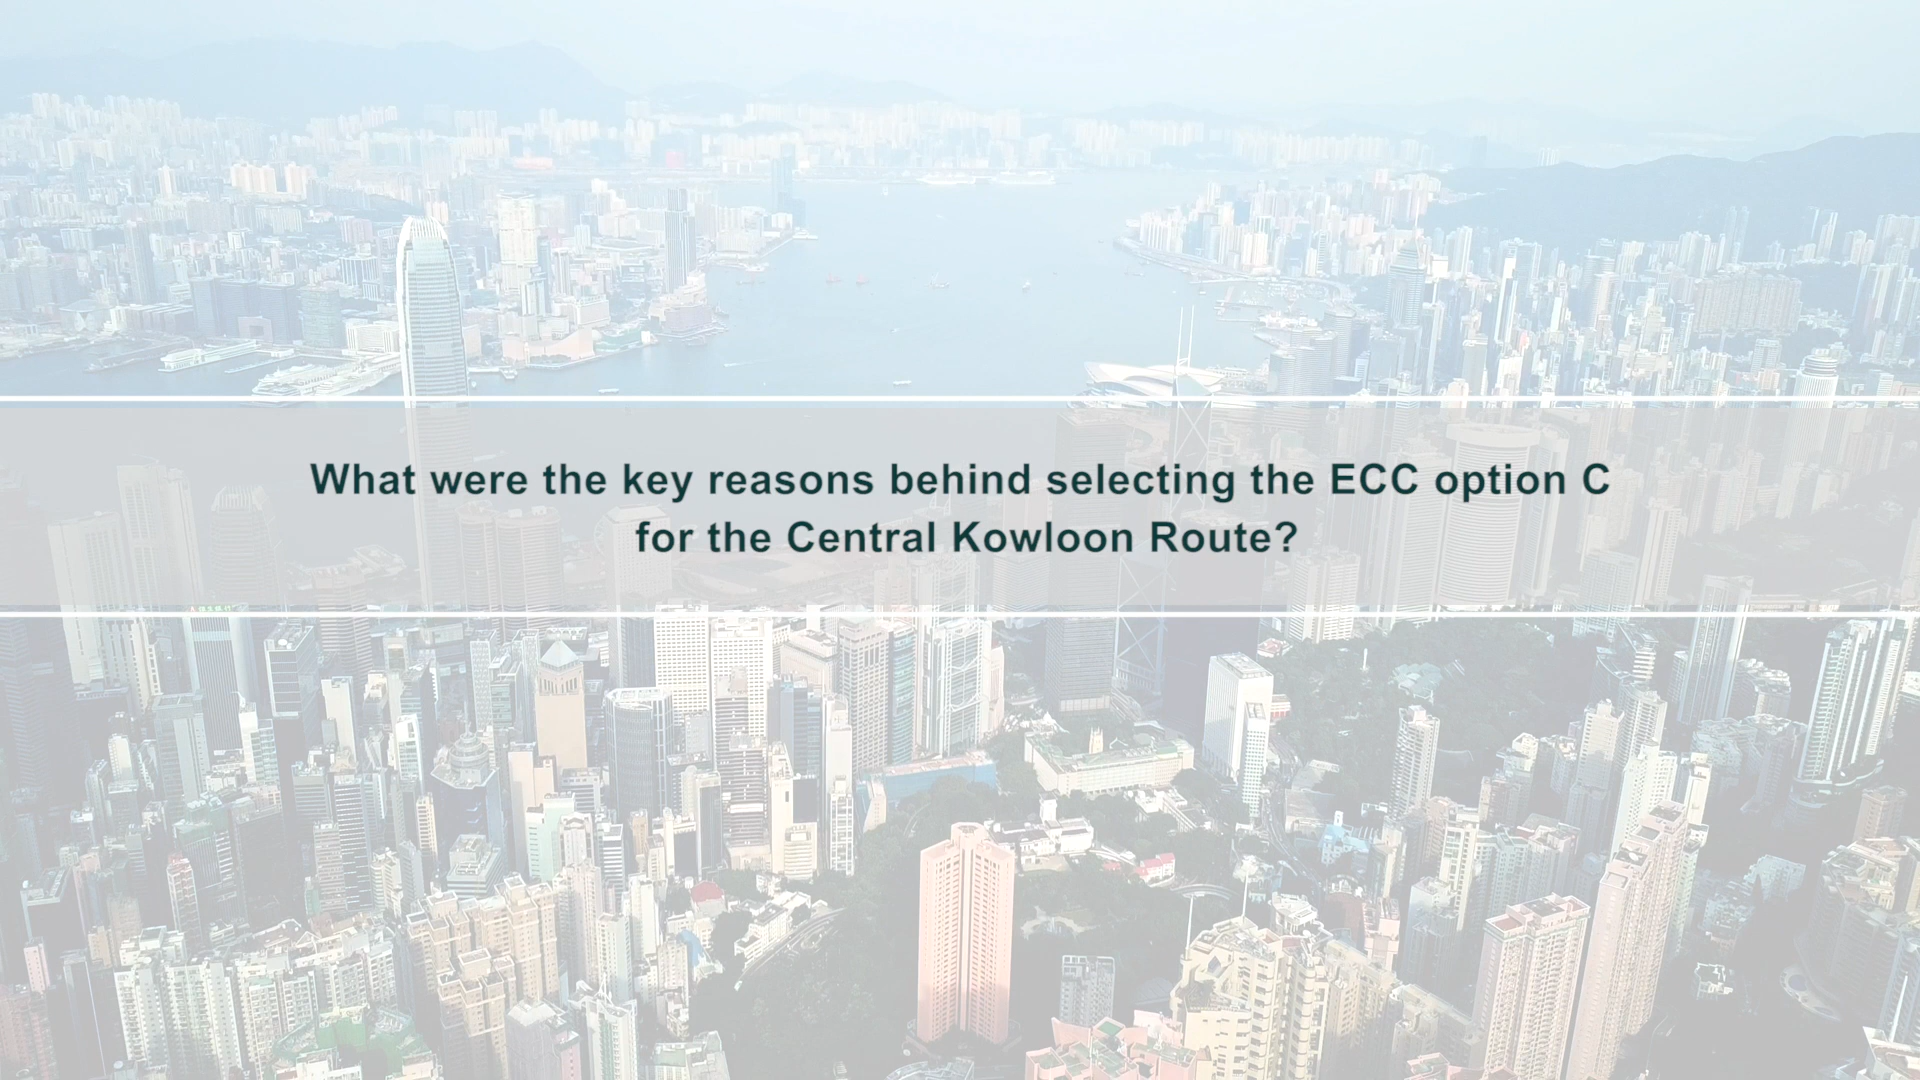 What were the key reasons behind selecting the ECC option C
for the Central Kowloon Route?